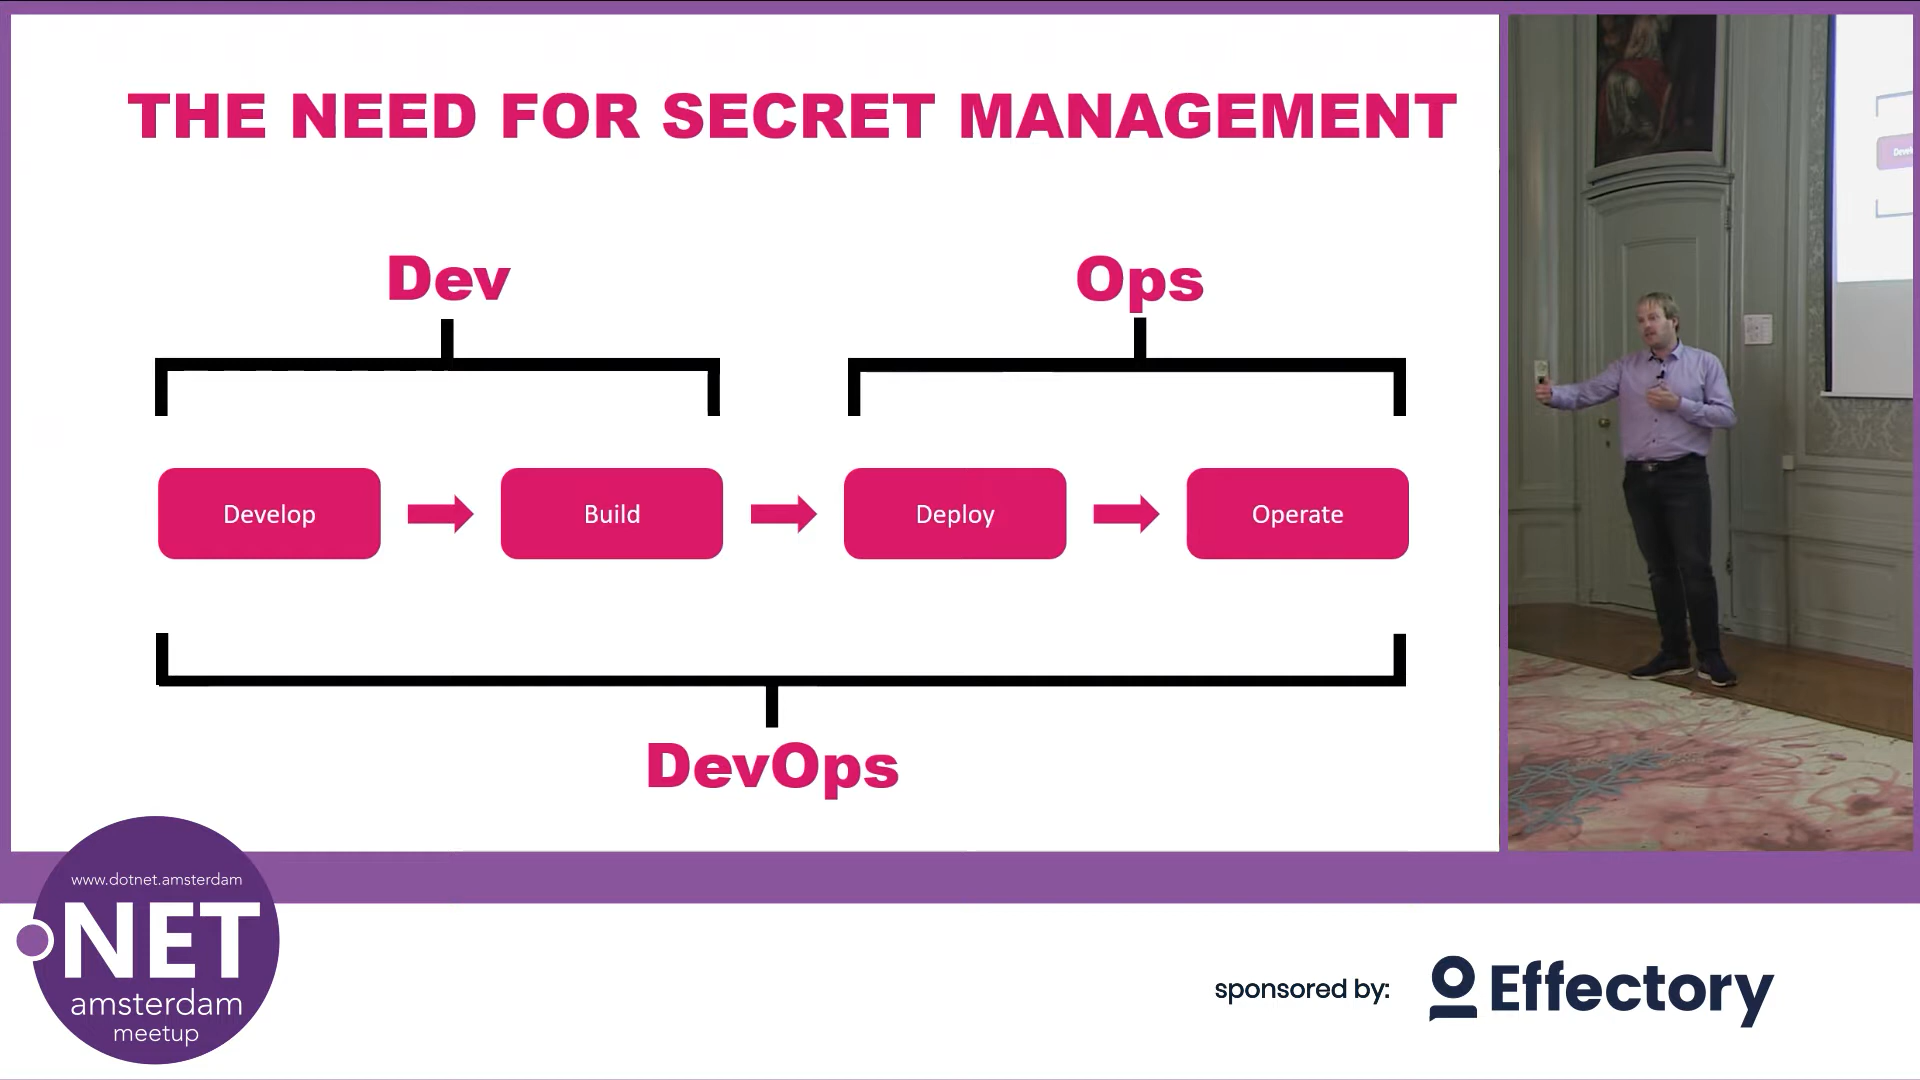 THE NEED FOR SECRET MANAGEMENT
Dev
Ops
Develop
Build
Deploy
Operate
DevOps
www.dotnet.amsterdam
NET
amsterdam
meetup
sponsored by:
Effectory